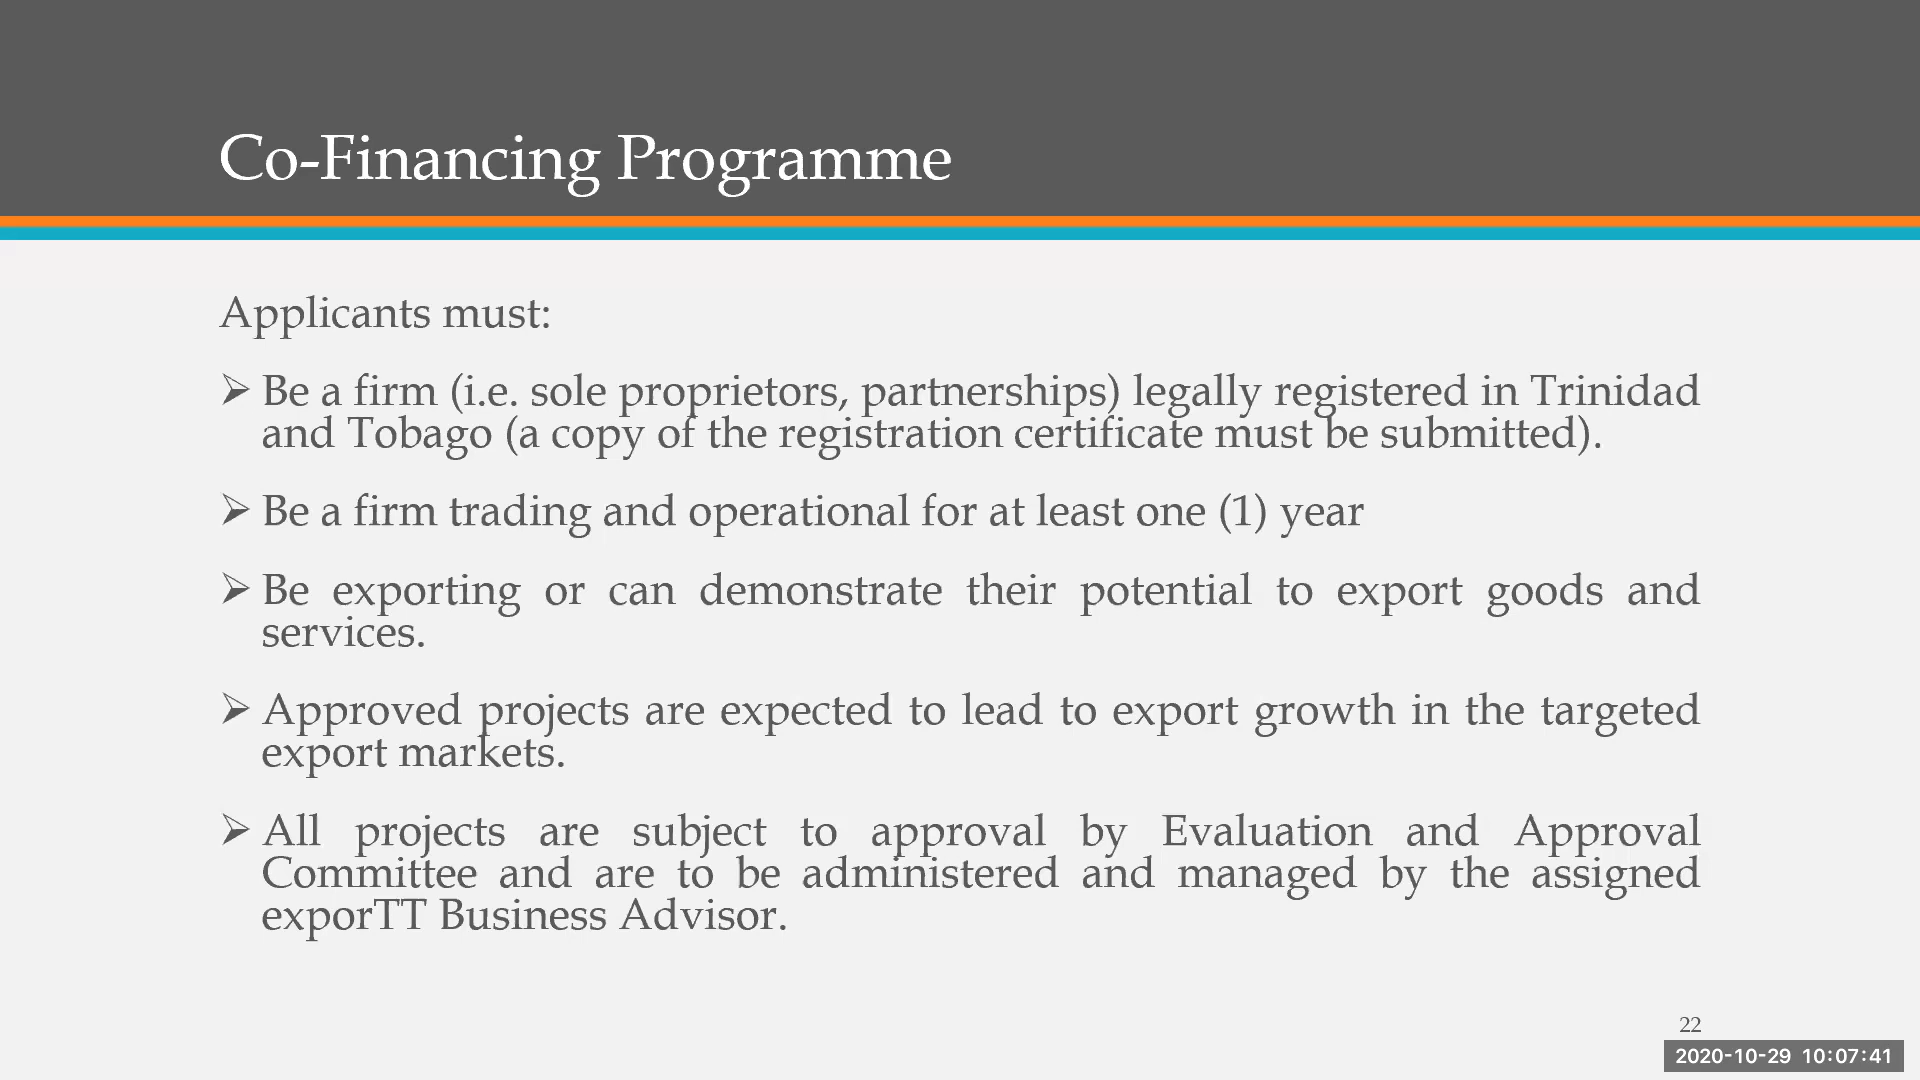 Co-Financing Programme
Applicants must:
➢ Be a firm (i.e. sole proprietors, partnerships) legally registered in Trinidad
and Tobago (a copy of the registration certificate must be submitted).
➢ Be a firm trading and operational for at least one (1) year
➢ Be exporting or can demonstrate their potential to export goods and
services.
➢ Approved projects are expected to lead to export growth in the targeted
export markets.
➢ All projects are subject to approval by Evaluation and Approval
Committee and are to be administered and managed by the assigned
exporTT Business Advisor.
22
2020-10-29 10:07:41